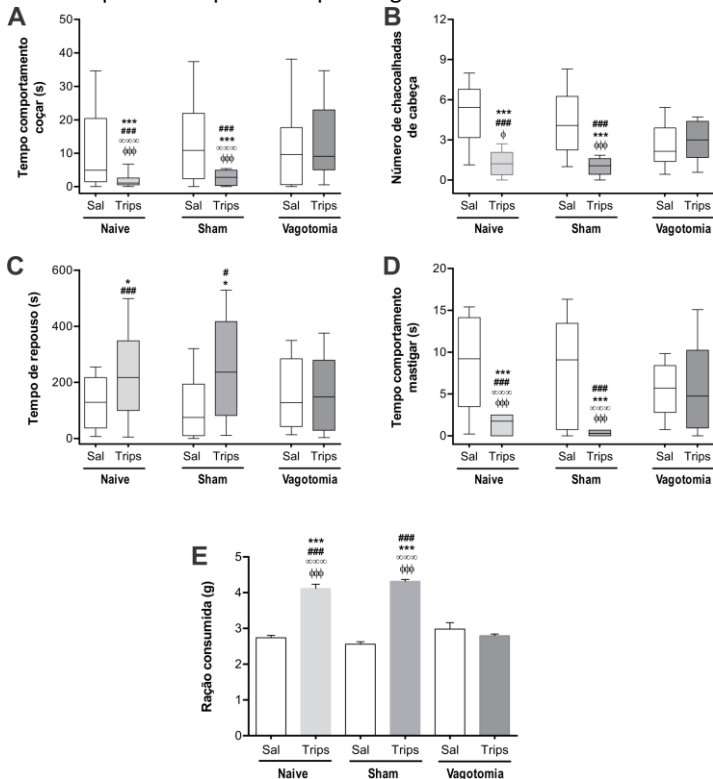 A
Tempo comportamento
coçar (s)
50
40
30
20
10
0
***
###
∞∞∞
ϕϕϕ
###
***
∞∞∞
ϕϕϕ
Sal Trips Sal Trips Sal Trips
Naive Sham Vagotomia
B
Número de chacoalhadas
de cabeça
12
9
6
3
0
***
###
ϕ
###
***
ϕϕϕ
Sal Trips Sal Trips Sal Trips
Naive Sham Vagotomia
C
Tempo de repouso (s)
600
400
200
0
*
###
#
*
Sal Trips Sal Trips Sal Trips
Naive Sham Vagotomia
D
Tempo comportamento
mastigar (s)
20
15
10
5
0
***
###
∞∞∞
ϕϕϕ
###
***
∞∞∞
ϕϕϕ
Sal Trips Sal Trips Sal Trips
Naive Sham Vagotomia
E
Ração consumida (g)
5
4
3
2
1
0
***
###
∞∞∞
ϕϕϕ
###
***
∞∞∞
ϕϕϕ
Sal Trips Sal Trips Sal Trips
Naive Sham Vagotomia